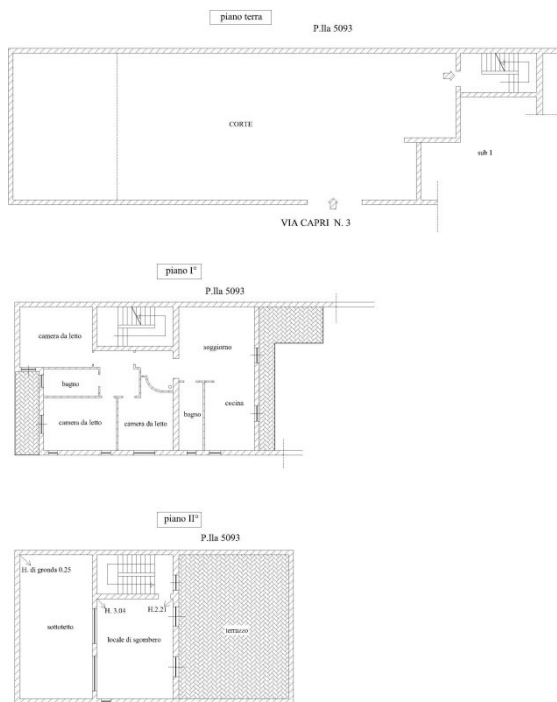 piano terra
P.lla 5093
CORTE
sub 1
VIA CAPRI N. 3
piano I°
P.lla 5093
camera da letto
soggiorno
bagno
camera da letto
camera da letto
bagno
cucina
piano II°
P.lla 5093
H. di gronda 0.25
H. 3.04
H.2.21
sottotetto
locale di sgombero
terrazzo